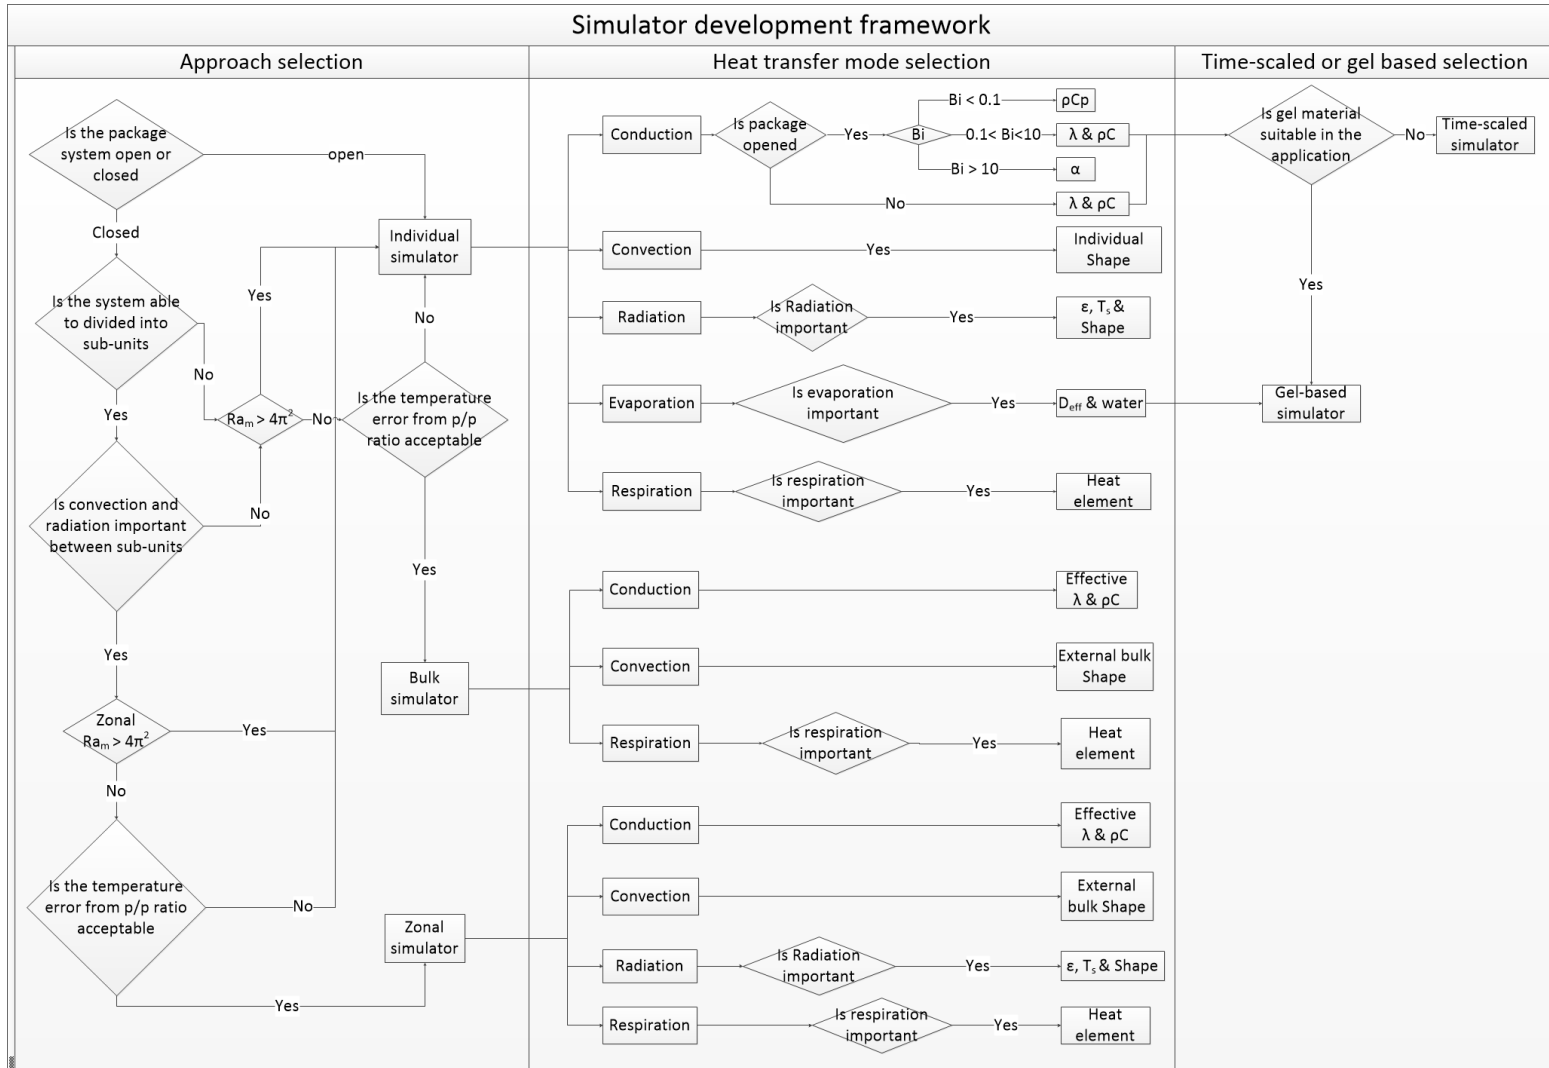 Simulator development framework
Approach selection
Heat transfer mode selection
Time-scaled or gel based selection
Is the package
system open or
closed
open
Closed
Is the system able
to divided into
sub-units
No
Yes
Is convection and
radiation important
between sub-units
No
Yes
Zonal
Raₘ > 4π²
Yes
No
Is the temperature
error from p/p ratio
acceptable
No
Yes
Raₘ > 4π²
Yes
No
Individual
simulator
No
Is the temperature
error from p/p
ratio acceptable
Yes
Bulk
simulator
Zonal
simulator
Conduction
Is package
opened
Yes
Bi
Bi < 0.1
ρCp
0.1< Bi<10
λ & ρC
Bi > 10
α
No
λ & ρC
Convection
Yes
Individual
Shape
Radiation
Is Radiation
important
Yes
ε, Tₛ &
Shape
Evaporation
Is evaporation
important
Yes
Deff & water
Respiration
Is respiration
important
Yes
Heat
element
Conduction
Effective
λ & ρC
Convection
External bulk
Shape
Respiration
Is respiration
important
Yes
Heat
element
Conduction
Effective
λ & ρC
Convection
External
bulk Shape
Radiation
Is Radiation
important
Yes
ε, Tₛ & Shape
Respiration
Is respiration
important
Yes
Heat
element
Is gel material
suitable in the
application
No
Time-scaled
simulator
Yes
Gel-based
simulator